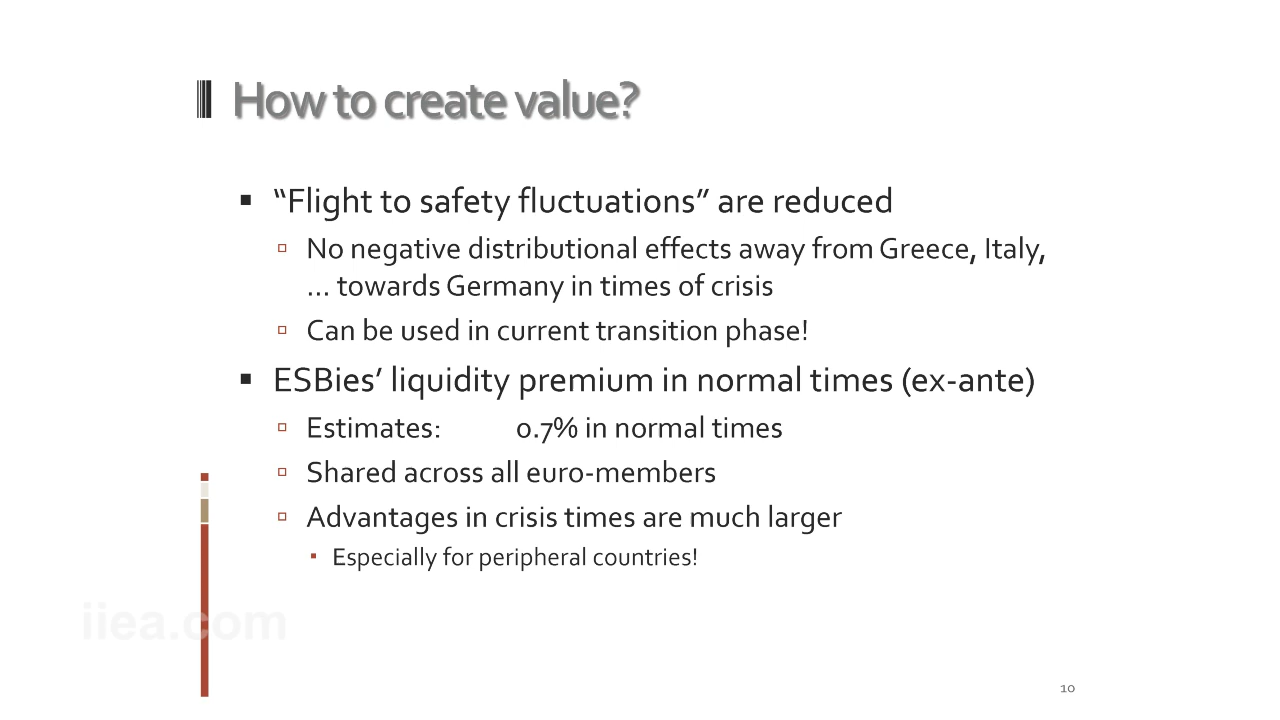 How to create value?
“Flight to safety fluctuations” are reduced
No negative distributional effects away from Greece, Italy,
... towards Germany in times of crisis
Can be used in current transition phase!
ESBies’ liquidity premium in normal times (ex-ante)
Estimates: 0.7% in normal times
Shared across all euro-members
Advantages in crisis times are much larger
Especially for peripheral countries!
iiea.com
10